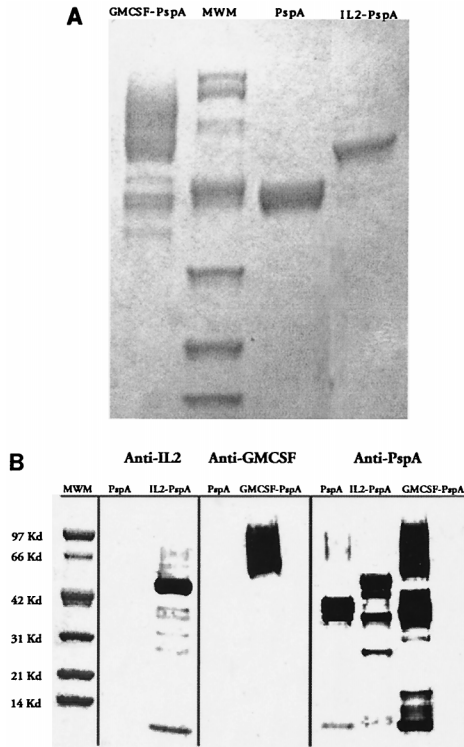 A
GMCSF-PspA MWM PspA IL2-PspA
B
Anti-IL2 Anti-GMCSF Anti-PspA
MWM PspA IL2-PspA PspA GMCSF-PspA PspA IL2-PspA GMCSF-PspA
97 Kd
66 Kd
42 Kd
31 Kd
21 Kd
14 Kd